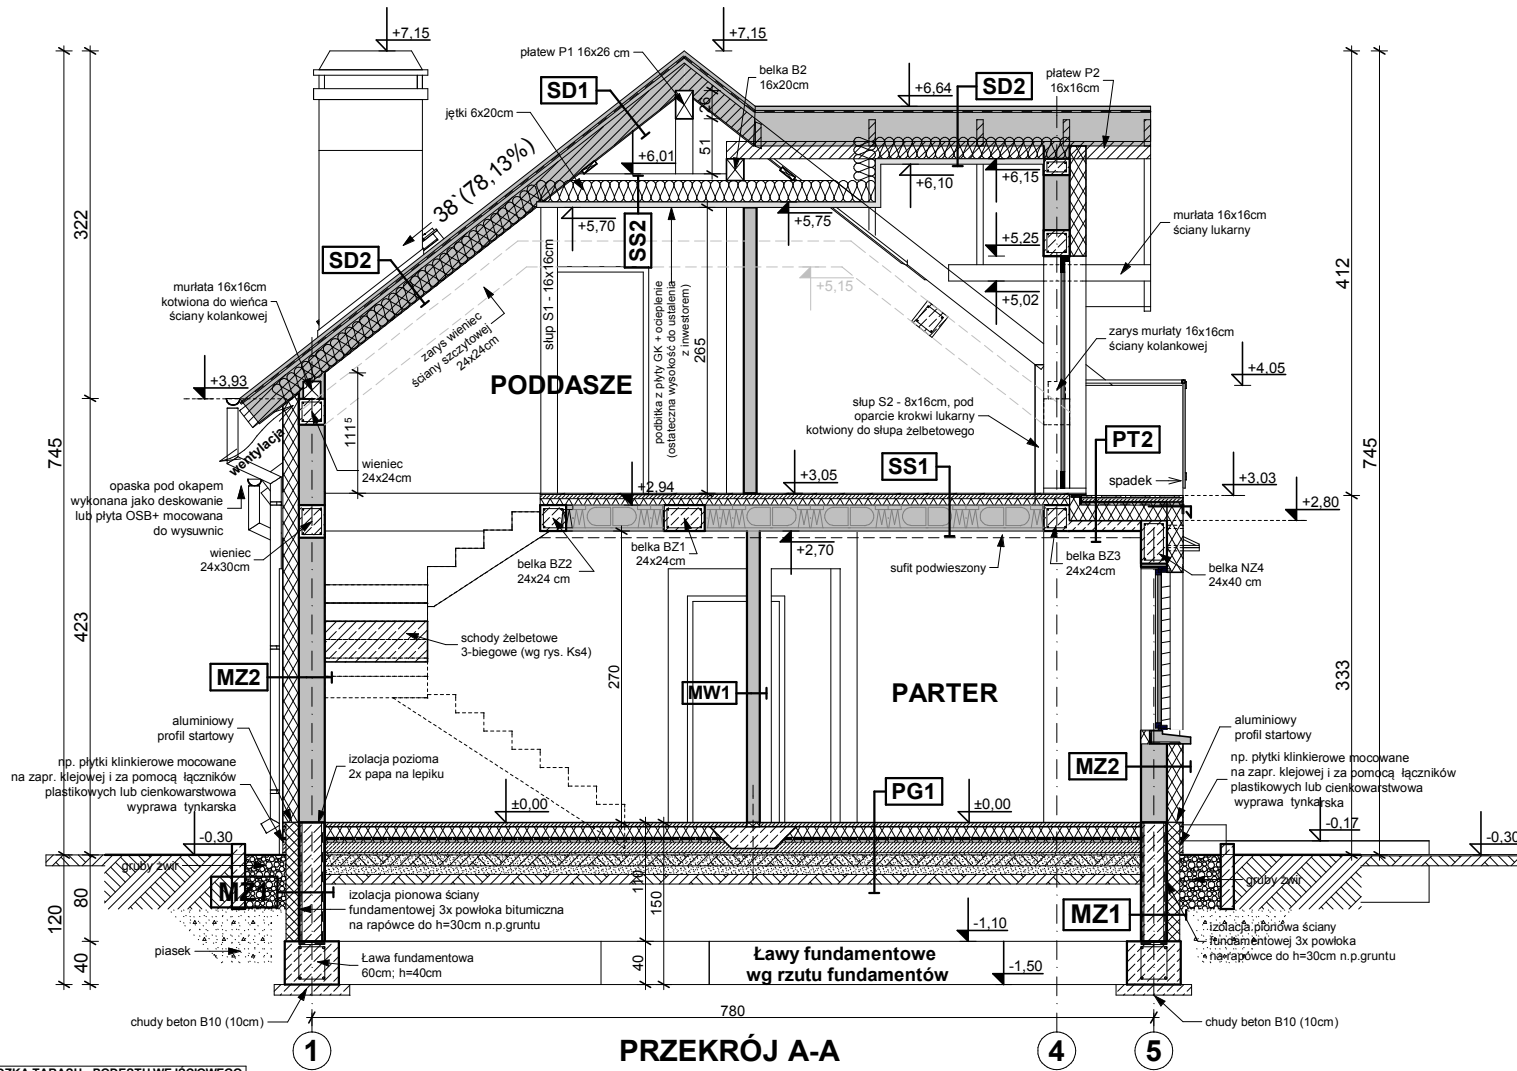 +7,15
+7,15
płatew P1 16x26 cm
belka B2
16x20cm
+6,64
SD2
płatew P2
16x16cm
SD1
26
jętki 6x20cm
51
38`(78,13%)
+6,01
+6,10
+6,15
322
+5,70
SS2
+5,75
murłata 16x16cm
ściany lukarny
+5,25
SD2
412
+5,15
+5,02
murłata 16x16cm
kotwiona do wieńca
ściany kolankowej
słup S1 - 16x16cm
podbitka z płyty GK + ocieplenie
(ostateczna wysokość do ustalenia
z inwestorem)
265
zarys wieniec
ściany szczytowej
24x24cm
zarys murłaty 16x16cm
ściany kolankowej
+3,93
PODDASZE
+4,05
słup S2 - 8x16cm, pod
oparcie krokwi lukarny
kotwiony do słupa żelbetowego
1115
wentylacja
PT2
745
745
wieniec
24x24cm
SS1
opaska pod okapem
wykonana jako deskowanie
lub płyta OSB+ mocowana
do wysuwnic
+2,94
+3,05
spadek
+3,03
+2,80
wieniec
24x30cm
belka BZ2
24x24 cm
belka BZ1
24x24cm
+2,70
sufit podwieszony
belka BZ3
24x24cm
belka NZ4
24x40 cm
423
schody żelbetowe
3-biegowe (wg rys. Ks4)
270
333
MZ2
MW1
PARTER
aluminiowy
profil startowy
aluminiowy
profil startowy
np. płytki klinkierowe mocowane
na zapr. klejowej i za pomocą łączników
plastikowych lub cienkowarstwowa
wyprawa tynkarska
izolacja pozioma
2x papa na lepiku
MZ2
np. płytki klinkierowe mocowane
na zapr. klejowej i za pomocą łączników
plastikowych lub cienkowarstwowa
wyprawa tynkarska
PG1
±0,00
±0,00
-0,30
-0,17
-0,30
gruby żwir
gruby żwir
MZ1
110
150
120
80
izolacja pionowa ściany
fundamentowej 3x powłoka bitumiczna
na rapówce do h=30cm n.p.gruntu
MZ1
-1,10
izolacja pionowa ściany
fundamentowej 3x powłoka
na rapówce do h=30cm n.p.gruntu
piasek
40
Ława fundamentowa
60cm; h=40cm
40
Ławy fundamentowe
wg rzutu fundamentów
-1,50
780
chudy beton B10 (10cm)
chudy beton B10 (10cm)
1
PRZEKRÓJ A-A
4
5